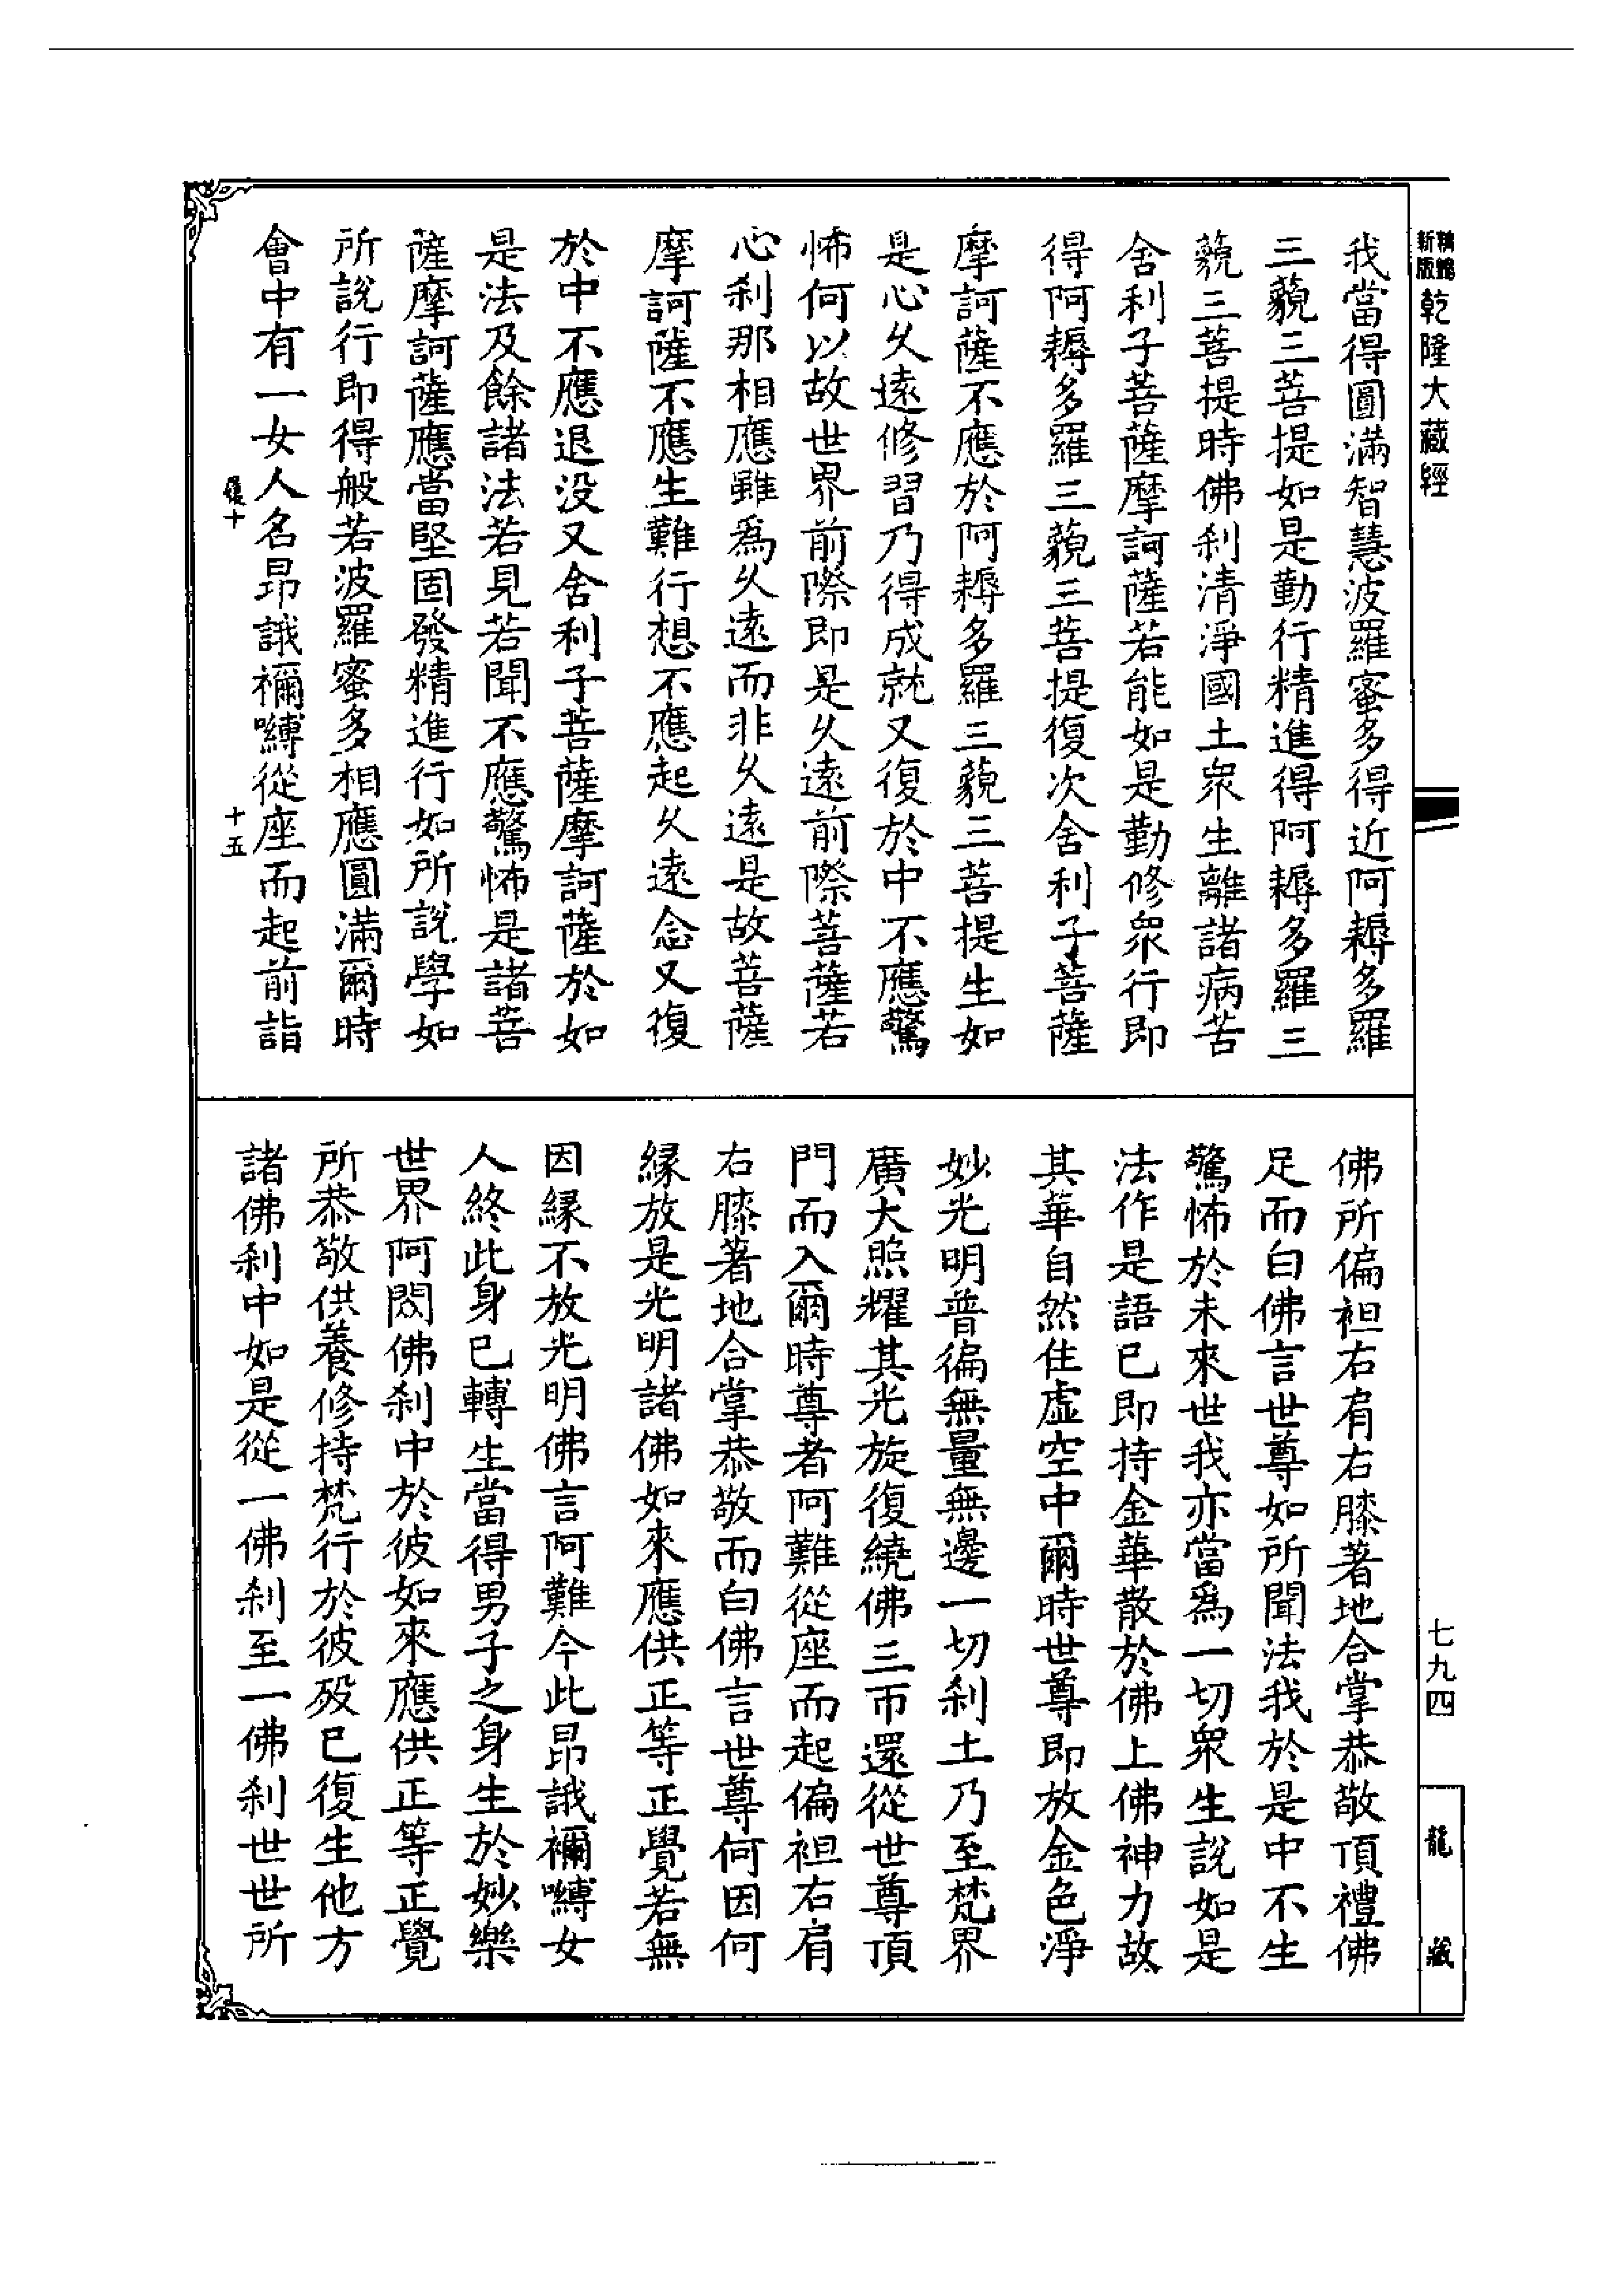 新版
乾隆大藏經
我當得圓滿智慧波羅蜜多得近阿耨多羅
三藐三菩提如是勤行精進得阿耨多羅三
藐三菩提時佛刹清淨國土衆生離諸病苦
舍利子菩薩摩訶薩若能如是勤修衆行即
得阿耨多羅三藐三菩提復次舍利子菩薩
摩訶薩不應於阿耨多羅三藐三菩提生如
是心久遠修習乃得成就又復於中不應驚
怖何以故世界前際即是久遠前際菩薩若
心刹那相應雖爲久遠而非久遠是故菩薩
摩訶薩不應生難行想不應起久遠念又復
於中不應退没又舍利子菩薩摩訶薩於如
是法及餘諸法若見若聞不應驚怖是諸菩
薩摩訶薩應當堅固發精進行如所說學如
所說行即得般若波羅蜜多相應圓滿爾時
會中有一女人名昂誐禰嚩從座而起前詣
十
十五
佛所偏袒右肩右膝著地合掌恭敬頂禮佛
足而白佛言世尊如所聞法我於是中不生
驚怖於未來世我亦當爲一切衆生說如是
法作是語已即持金華散於佛上佛神力故
其華自然住虛空中爾時世尊即放金色淨
妙光明普徧無量無邊一切刹土乃至梵界
廣大照耀其光旋復繞佛三帀還從世尊頂
門而入爾時尊者阿難從座而起偏袒右肩
右膝著地合掌恭敬而白佛言世尊何因何
緣放是光明諸佛如來應供正等正覺若無
因緣不放光明佛言阿難今此昂誐禰嚩女
人終此身已轉生當得男子之身生於妙樂
世界阿閦佛刹中於彼如來應供正等正覺
所恭敬供養修持梵行於彼歿已復生他方
諸佛刹中如是從一佛刹至一佛刹世世所
七九四
龍藏